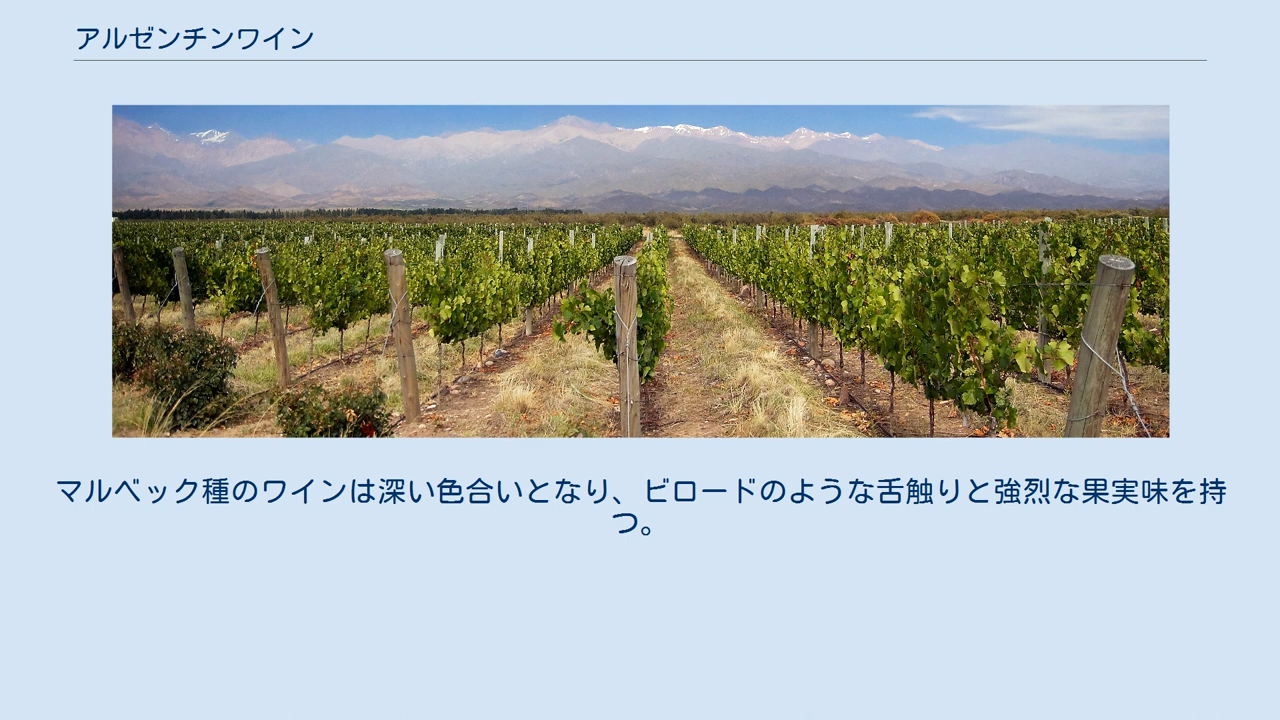 アルゼンチンワイン
マルベック種のワインは深い色合いとなり、ビロードのような舌触りと強烈な果実味を持
つ。